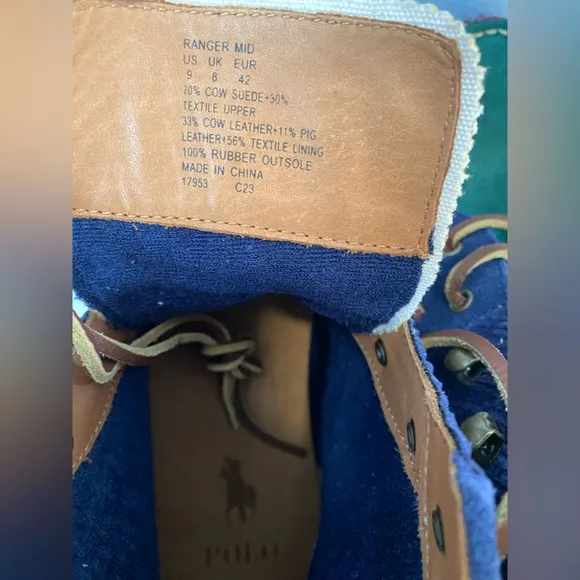 RANGER MID
US UK EUR
9 8 42
70% COW SUEDE+30%
TEXTILE UPPER
33% COW LEATHER+11% PIG
LEATHER+56% TEXTILE LINING
100% RUBBER OUTSOLE
MADE IN CHINA
17953 C23
POLO